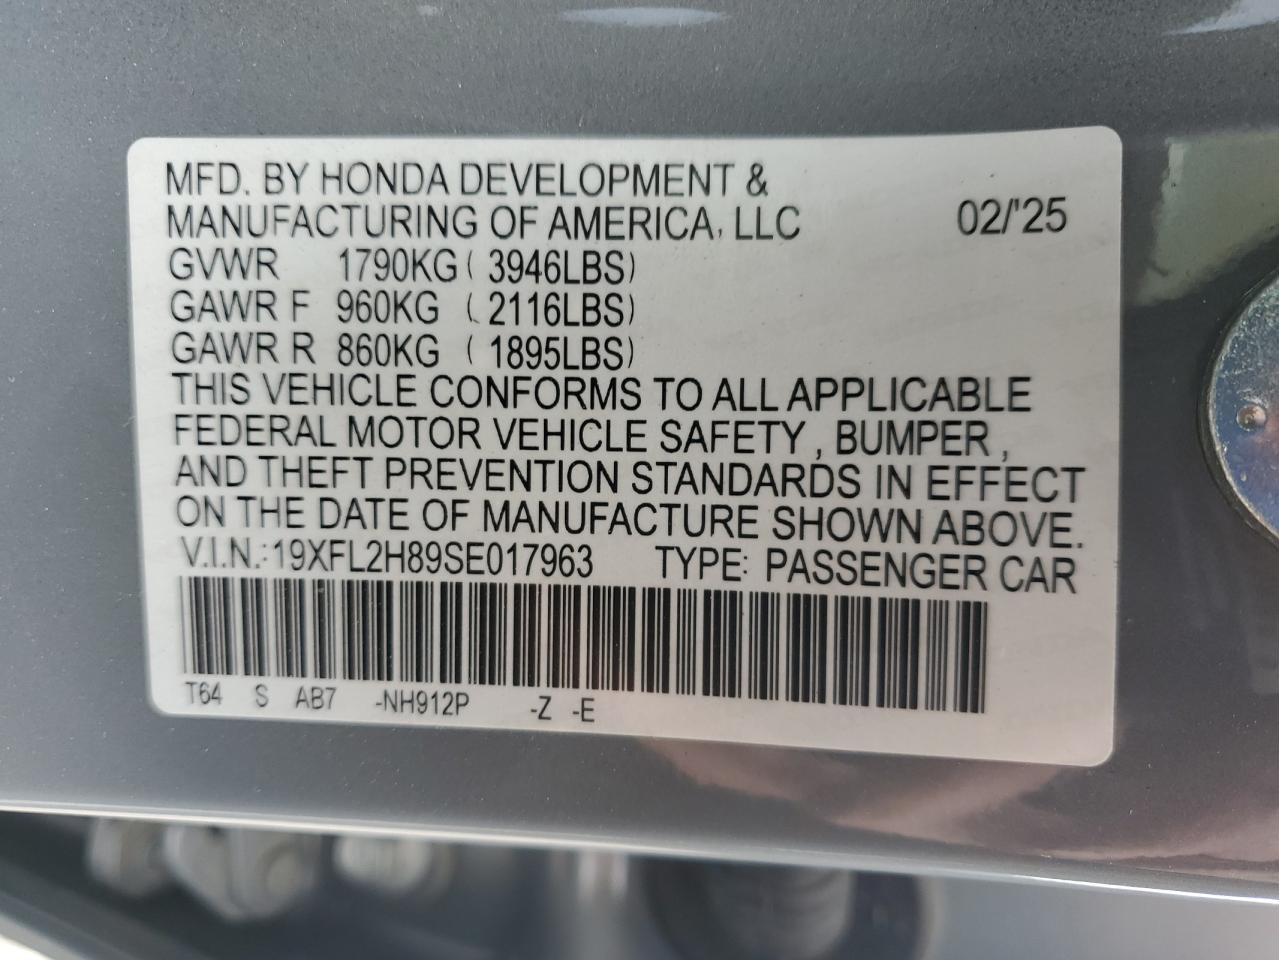 MFD. BY HONDA DEVELOPMENT &
MANUFACTURING OF AMERICA, LLC 02/'25
GVWR 1790KG ( 3946LBS)
GAWR F 960KG ( 2116LBS)
GAWR R 860KG ( 1895LBS)
THIS VEHICLE CONFORMS TO ALL APPLICABLE
FEDERAL MOTOR VEHICLE SAFETY , BUMPER ,
AND THEFT PREVENTION STANDARDS IN EFFECT
ON THE DATE OF MANUFACTURE SHOWN ABOVE.
V.I.N.: 19XFL2H89SE017963 TYPE: PASSENGER CAR
T64 S AB7 -NH912P -Z -E